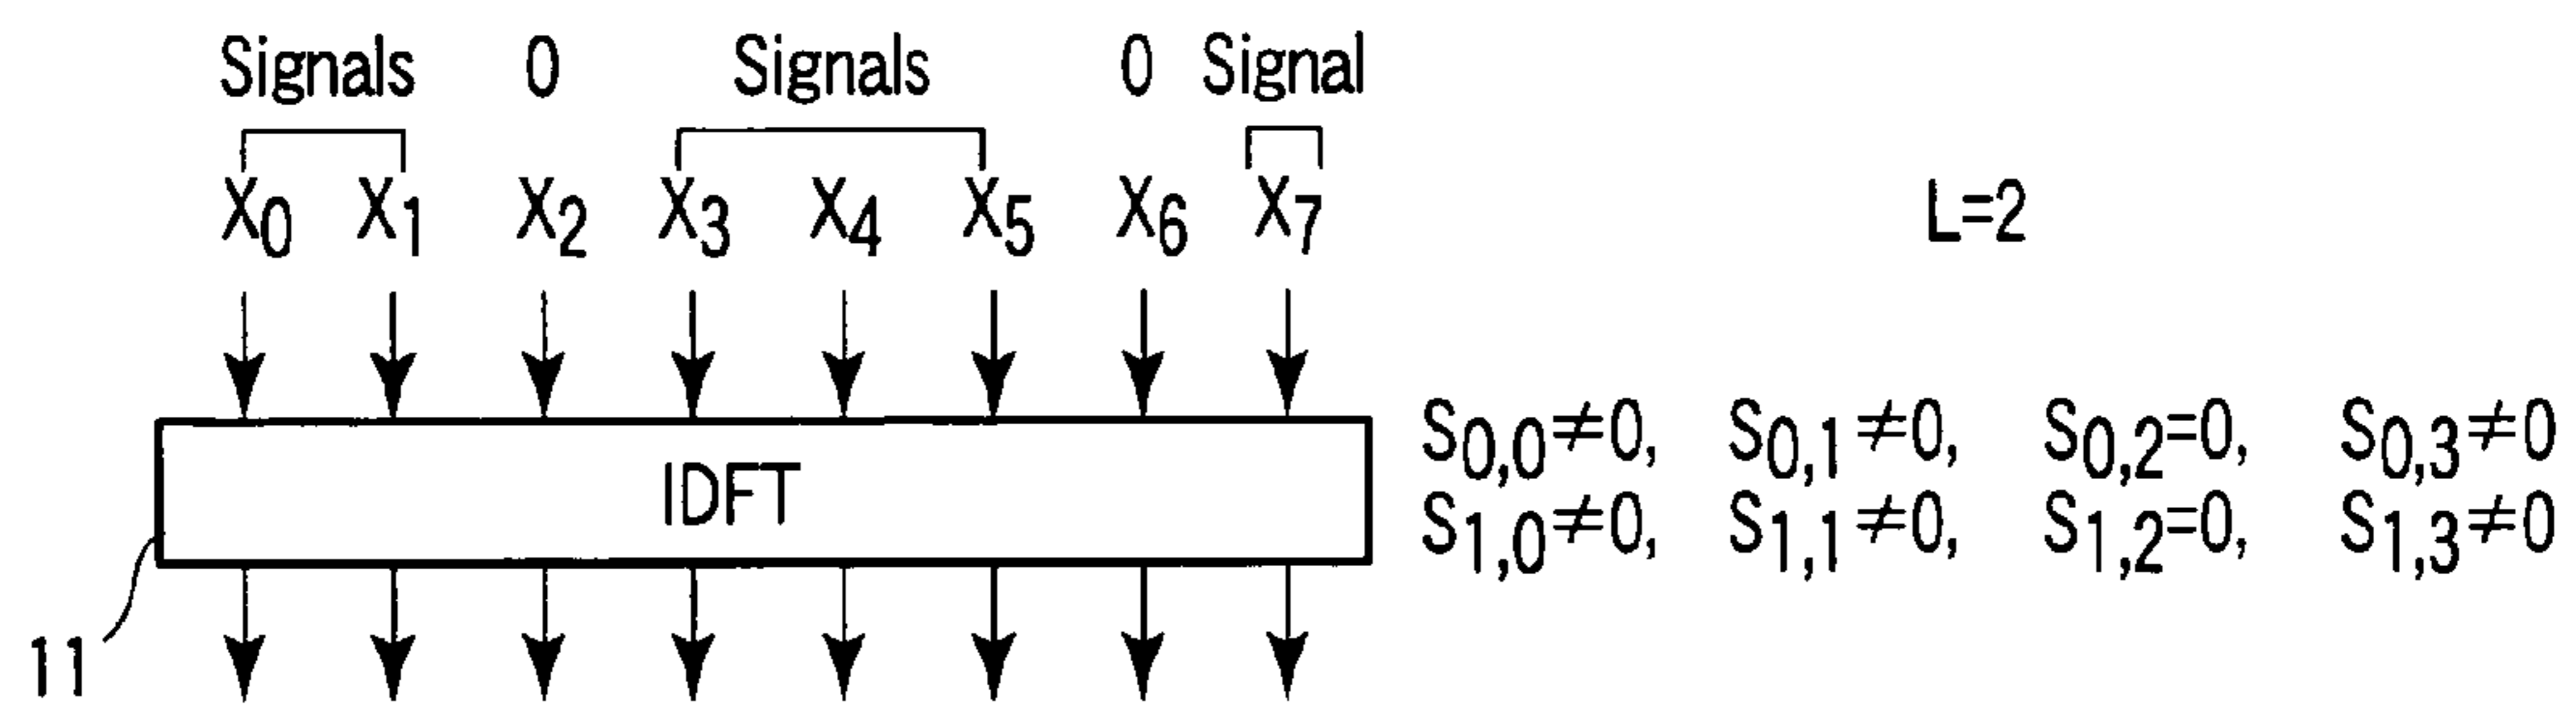 Signals 0 Signals 0 Signal
X0 X1 X2 X3 X4 X5 X6 X7 L=2
S0,0≠0, S0,1≠0, S0,2=0, S0,3≠0
IDFT
S1,0≠0, S1,1≠0, S1,2=0, S1,3≠0
11